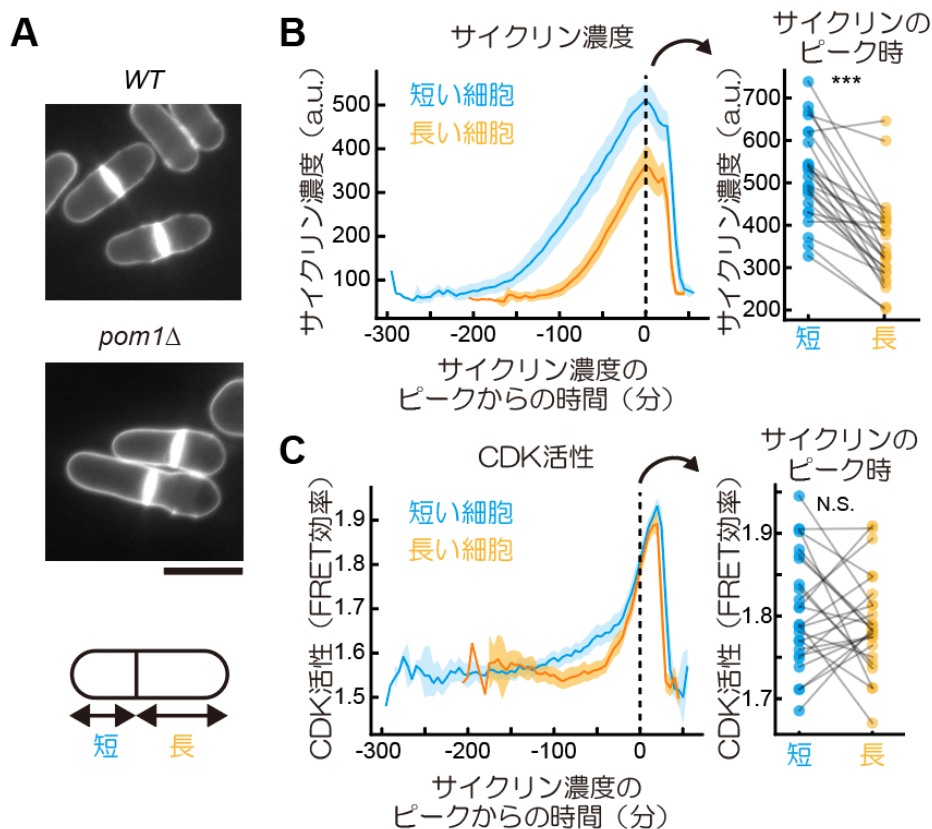 A
WT
pom1Δ
短
長
B
サイクリン濃度
サイクリン濃度（a.u.）
500
400
300
200
100
短い細胞
長い細胞
-300
-200
-100
0
サイクリン濃度の
ピークからの時間（分）
サイクリンの
ピーク時
***
サイクリン濃度（a.u.）
700
600
500
400
300
200
短
長
C
CDK活性
CDK活性（FRET効率）
1.9
1.8
1.7
1.6
1.5
短い細胞
長い細胞
-300
-200
-100
0
サイクリン濃度の
ピークからの時間（分）
サイクリンの
ピーク時
N.S.
CDK活性（FRET効率）
1.9
1.8
1.7
短
長